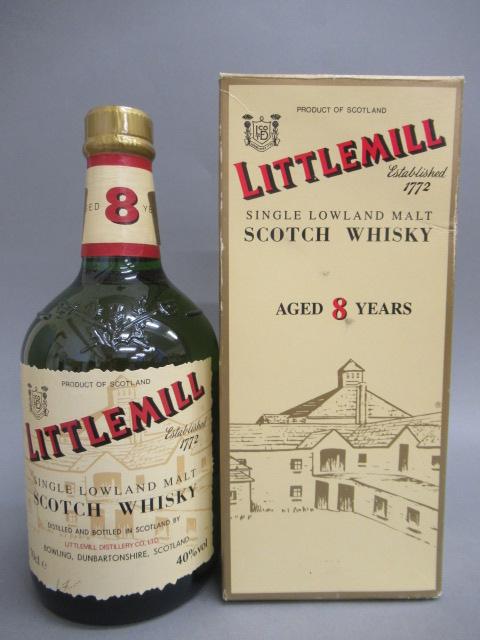 PRODUCT OF SCOTLAND
LITTLEMILL
Established
1772
SINGLE LOWLAND MALT
SCOTCH WHISKY
AGED 8 YEARS
8
PRODUCT OF SCOTLAND
LITTLEMILL
Established
1772
SINGLE LOWLAND MALT
SCOTCH WHISKY
DISTILLED AND BOTTLED IN SCOTLAND BY
LITTLEMILL DISTILLERY CO. LTD.
BOWLING, DUNBARTONSHIRE, SCOTLAND
40%vol